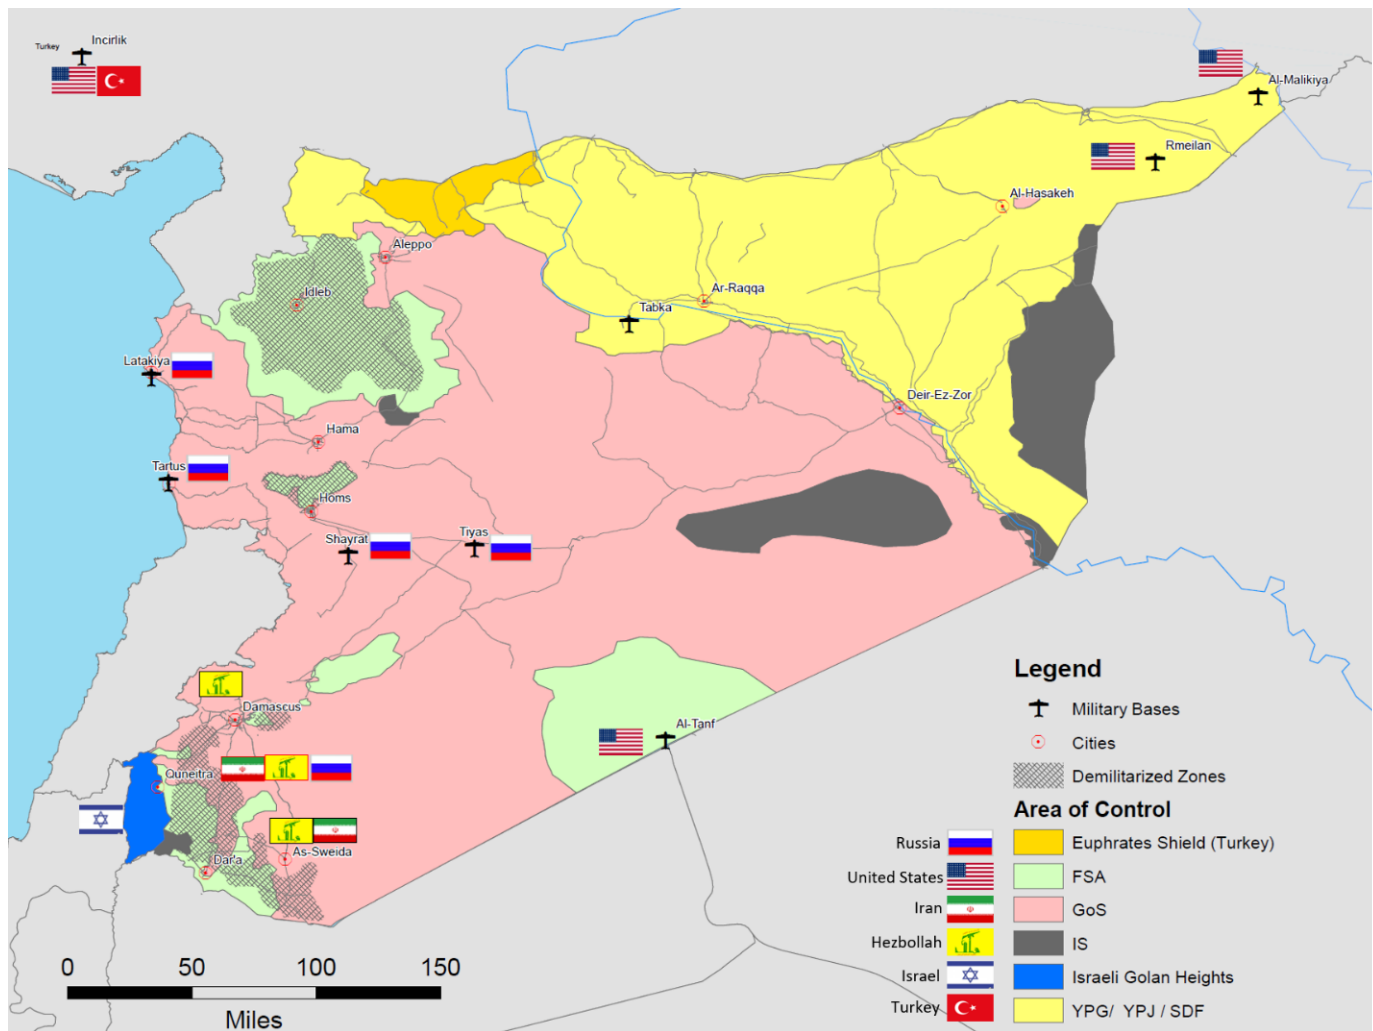 Turkey
Incirlik
Al-Malikiya
Rmeilan
Al-Hasakeh
Aleppo
Idleb
Ar-Raqqa
Tabka
Latakiya
Deir-Ez-Zor
Hama
Tartus
Homs
Shayrat
Tiyas
Damascus
Al-Tanf
Quneitra
As-Sweida
Dar'a
Legend
Military Bases
Cities
Demilitarized Zones
Area of Control
Russia
Euphrates Shield (Turkey)
United States
FSA
Iran
GoS
Hezbollah
IS
Israel
Israeli Golan Heights
Turkey
YPG/ YPJ / SDF
0 50 100 150
Miles